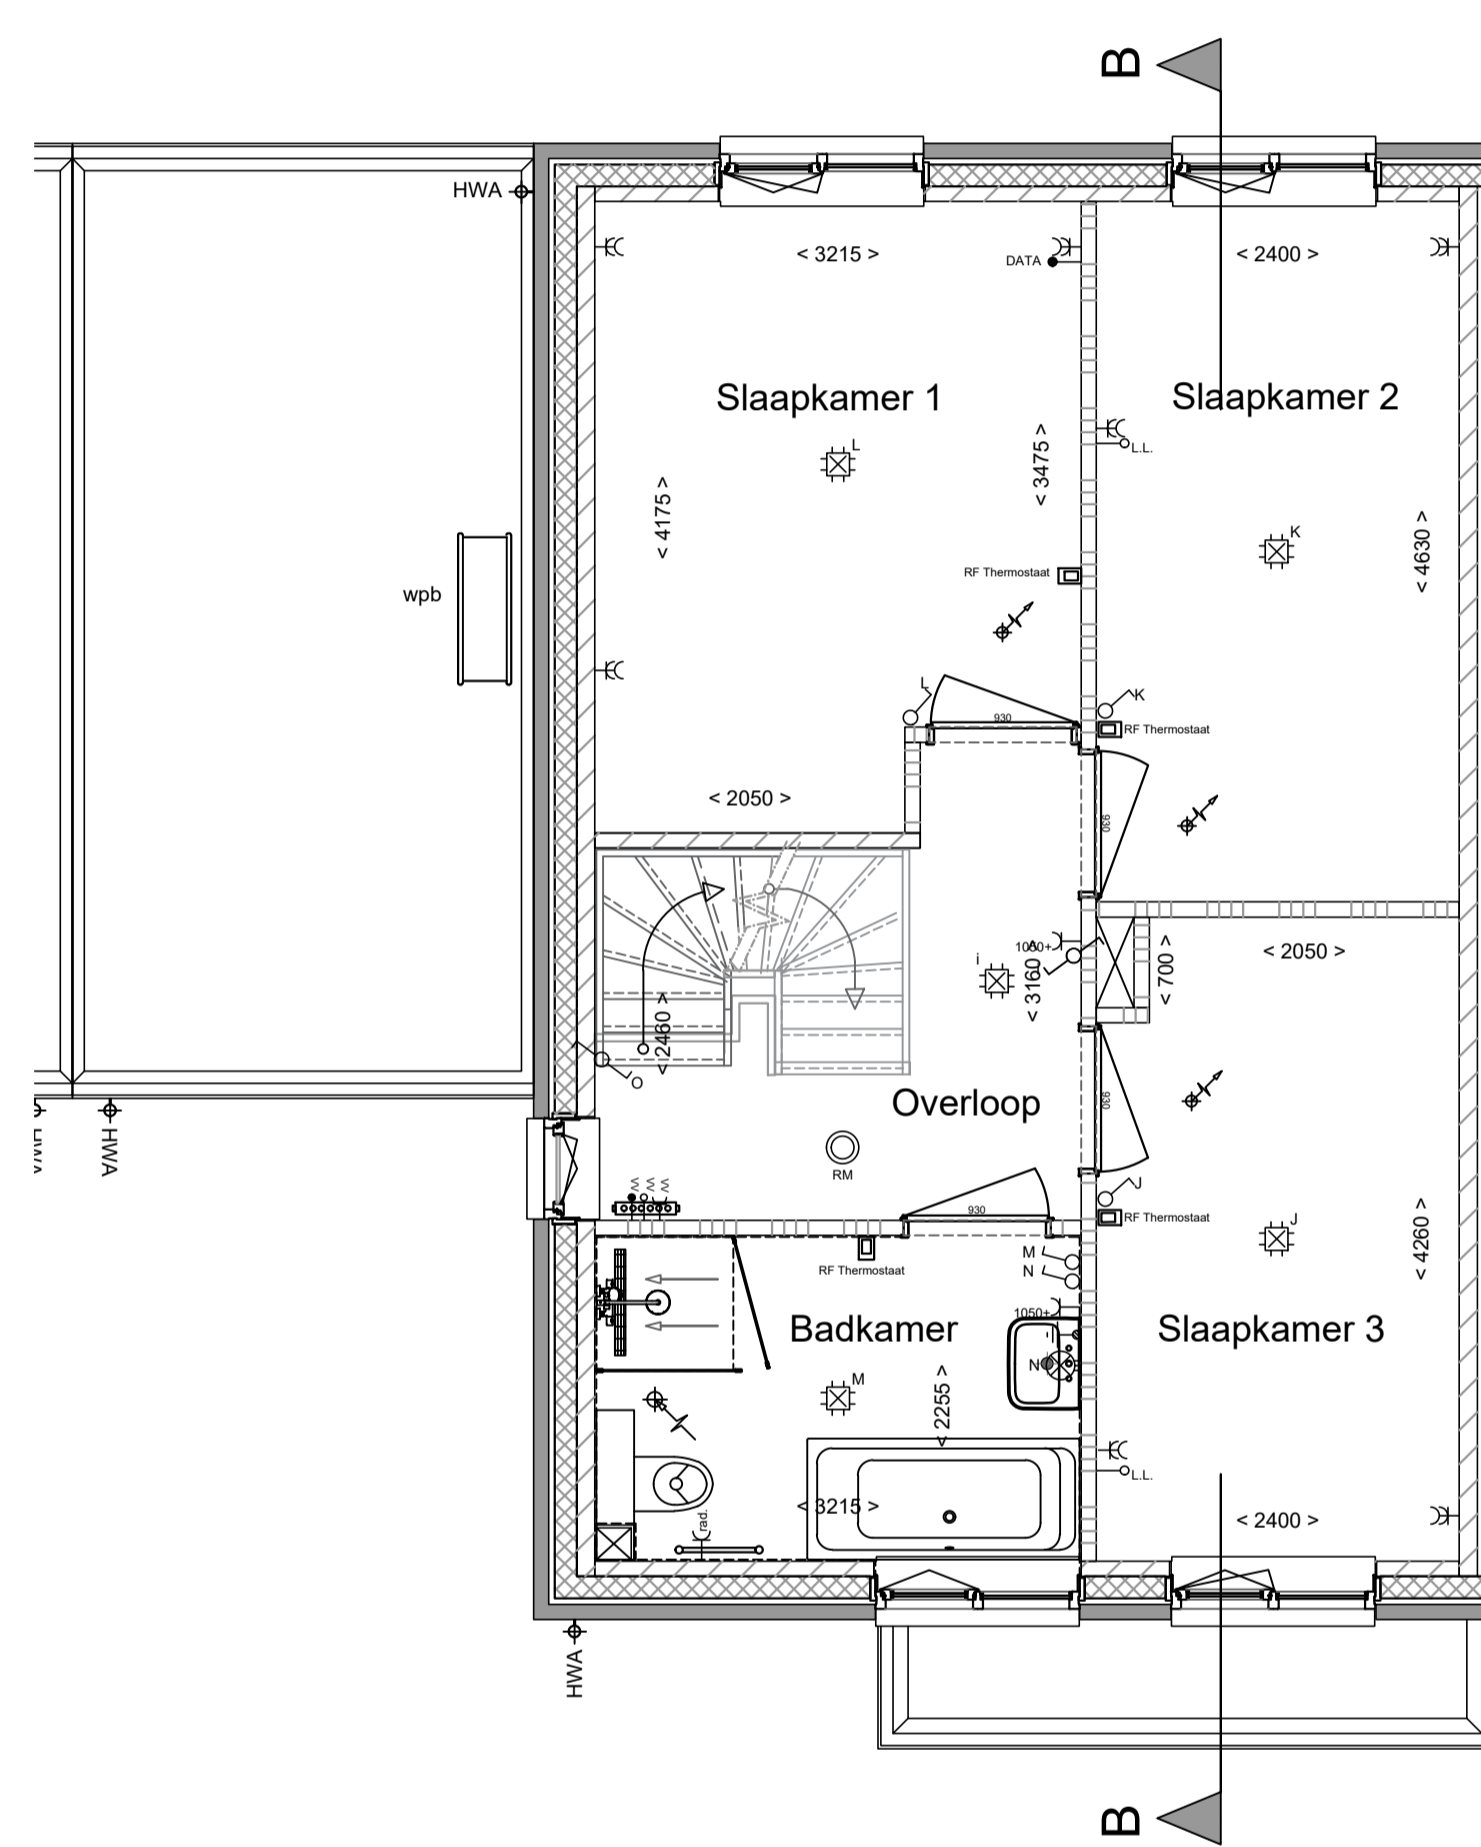 B
HWA
< 3215 >
DATA
< 2400 >
Slaapkamer 1
Slaapkamer 2
L
< 3475 >
L.L.
< 4175 >
K
< 4630 >
RF Thermostaat
wpb
L
930
K
RF Thermostaat
< 2050 >
930
1050+
i
< 3160 >
< 700 >
< 2050 >
< 2460 >
O
Overloop
930
HWA
HWA
RM
930
J
RF Thermostaat
J
< 4260 >
M
N
RF Thermostaat
1050+
Badkamer
Slaapkamer 3
N
M
< 2255 >
L.L.
< 3215 >
rad.
< 2400 >
HWA
B